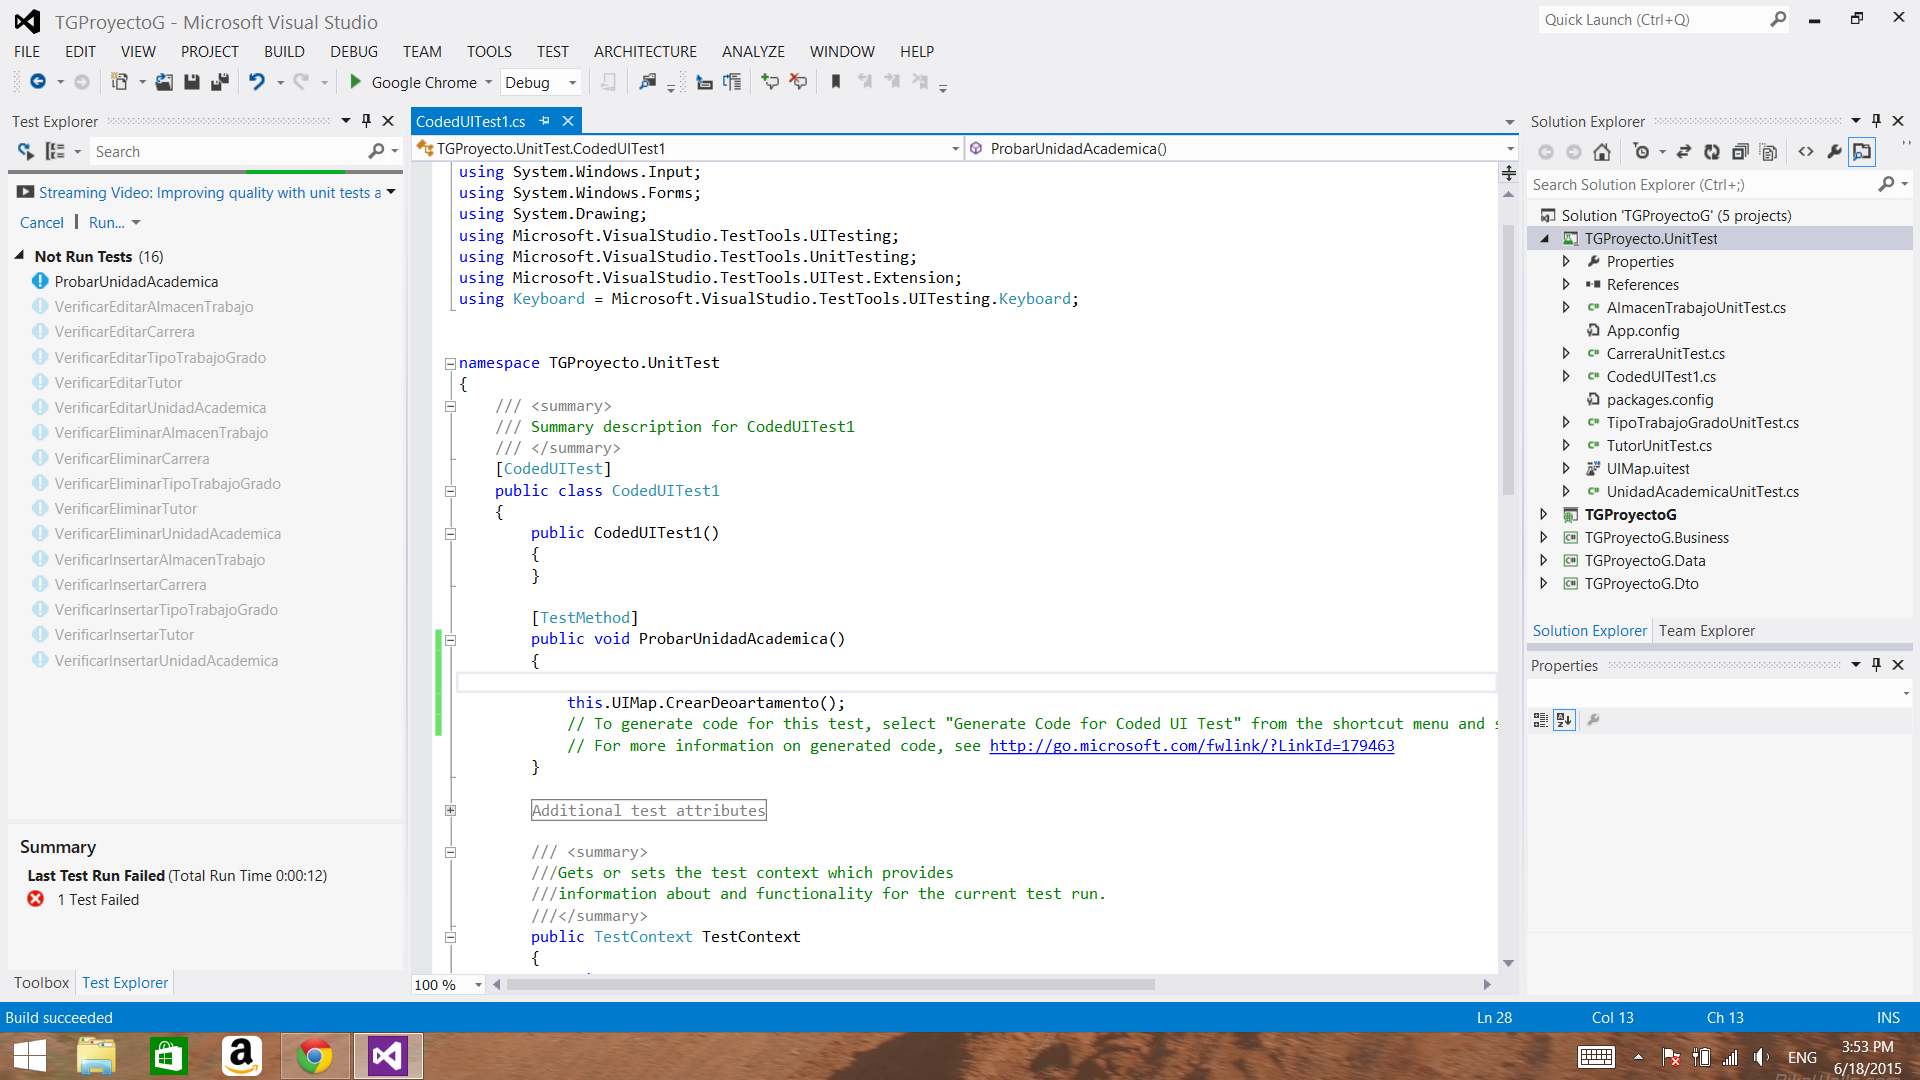 TGProyectoG - Microsoft Visual Studio
Quick Launch (Ctrl+Q)
FILE EDIT VIEW PROJECT BUILD DEBUG TEAM TOOLS TEST ARCHITECTURE ANALYZE WINDOW HELP
Google Chrome Debug
Test Explorer
Search
Streaming Video: Improving quality with unit tests a
Cancel Run...
Not Run Tests (16)
ProbarUnidadAcademica
VerificarEditarAlmacenTrabajo
VerificarEditarCarrera
VerificarEditarTipoTrabajoGrado
VerificarEditarTutor
VerificarEditarUnidadAcademica
VerificarEliminarAlmacenTrabajo
VerificarEliminarCarrera
VerificarEliminarTipoTrabajoGrado
VerificarEliminarTutor
VerificarEliminarUnidadAcademica
VerificarInsertarAlmacenTrabajo
VerificarInsertarCarrera
VerificarInsertarTipoTrabajoGrado
VerificarInsertarTutor
VerificarInsertarUnidadAcademica
Summary
Last Test Run Failed (Total Run Time 0:00:12)
1 Test Failed
Toolbox Test Explorer
CodedUITest1.cs
TGProyecto.UnitTest.CodedUITest1 ProbarUnidadAcademica()
using System.Windows.Input;
using System.Windows.Forms;
using System.Drawing;
using Microsoft.VisualStudio.TestTools.UITesting;
using Microsoft.VisualStudio.TestTools.UnitTesting;
using Microsoft.VisualStudio.TestTools.UITest.Extension;
using Keyboard = Microsoft.VisualStudio.TestTools.UITesting.Keyboard;
namespace TGProyecto.UnitTest
{
/// <summary>
/// Summary description for CodedUITest1
/// </summary>
[CodedUITest]
public class CodedUITest1
{
public CodedUITest1()
{
}
[TestMethod]
public void ProbarUnidadAcademica()
{
this.UIMap.CrearDeoartamento();
// To generate code for this test, select "Generate Code for Coded UI Test" from the shortcut menu and s
// For more information on generated code, see http://go.microsoft.com/fwlink/?LinkId=179463
}
Additional test attributes
/// <summary>
///Gets or sets the test context which provides
///information about and functionality for the current test run.
///</summary>
public TestContext TestContext
{
100 %
Solution Explorer
Search Solution Explorer (Ctrl+;)
Solution 'TGProyectoG' (5 projects)
TGProyecto.UnitTest
Properties
References
AlmacenTrabajoUnitTest.cs
App.config
CarreraUnitTest.cs
CodedUITest1.cs
packages.config
TipoTrabajoGradoUnitTest.cs
TutorUnitTest.cs
UIMap.uitest
UnidadAcademicaUnitTest.cs
TGProyectoG
TGProyectoG.Business
TGProyectoG.Data
TGProyectoG.Dto
Solution Explorer Team Explorer
Properties
Build succeeded Ln 28 Col 13 Ch 13 INS
ENG
3:53 PM
6/18/2015